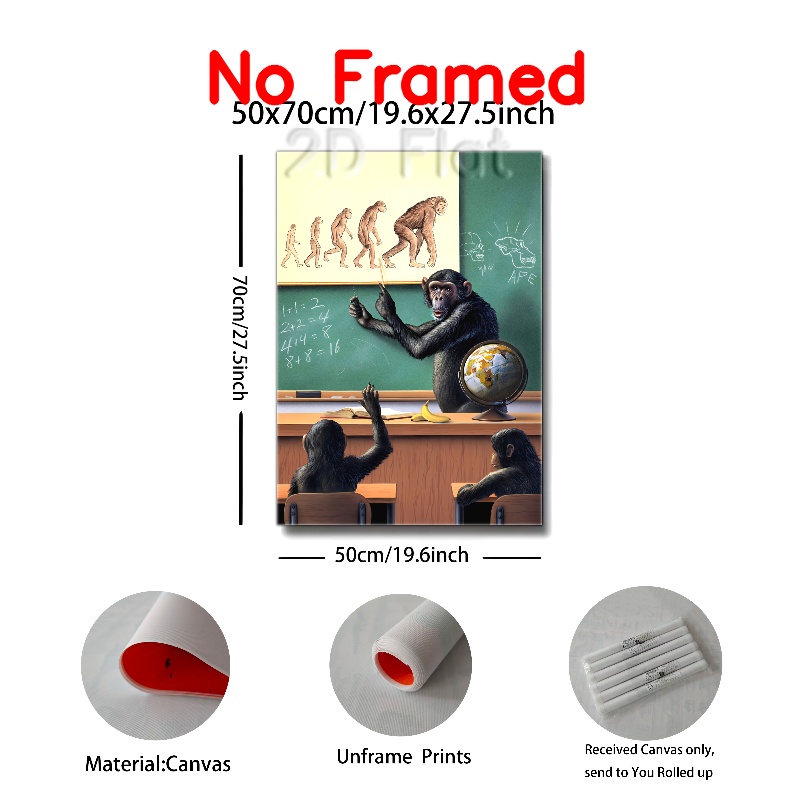 No Framed
50x70cm/19.6x27.5inch
2D Flat
APE
1+1=2
2+2=4
4+4=8
8+8=16
70cm/27.5inch
50cm/19.6inch
Material:Canvas
Unframe Prints
Received Canvas only,
send to You Rolled up